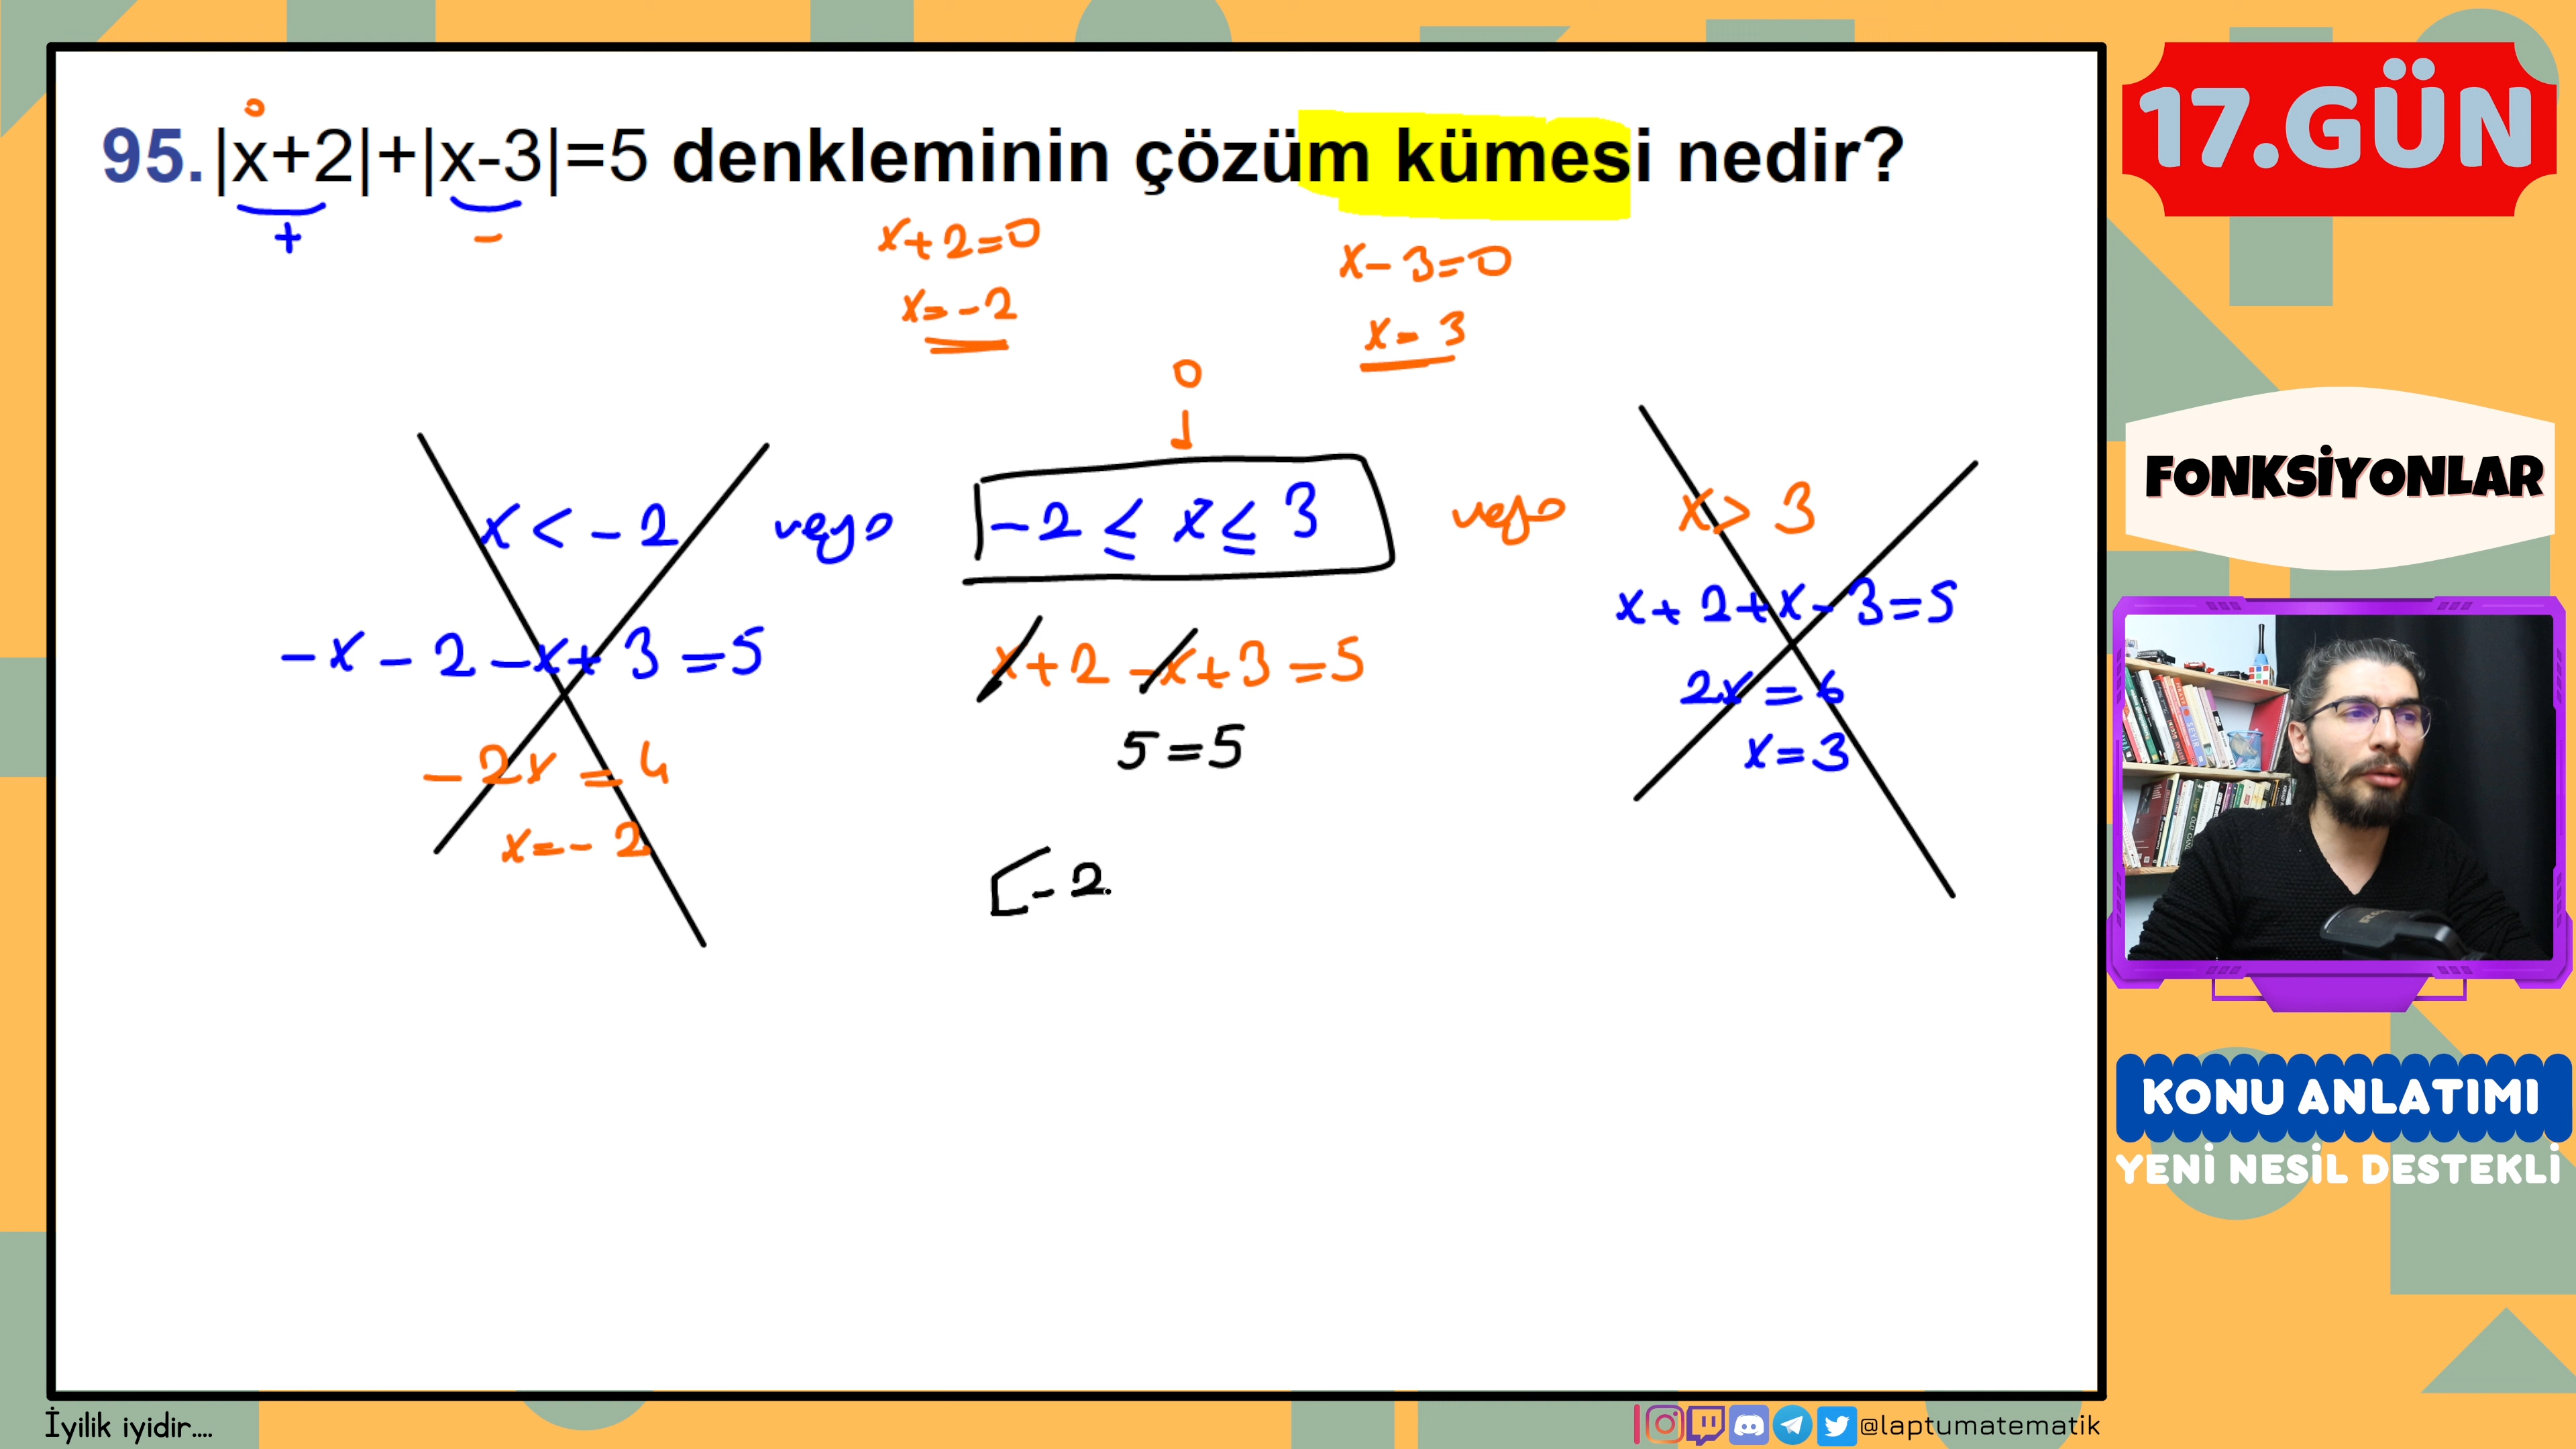 95. |x+2|+|x-3|=5 denkleminin çözüm kümesi nedir?
0
+
-
x+2=0
x=-2
x-3=0
x=3
0
x<-2 veya -2≤x≤3 veya x>3
-x-2-x+3=5
-2x=4
x=-2
x+2-x+3=5
5=5
[-2
x+2+x-3=5
2x=6
x=3
17.GÜN
FONKSİYONLAR
KONU ANLATIMI
YENİ NESİL DESTEKLİ
İyilik iyidir....
@laptumatematik